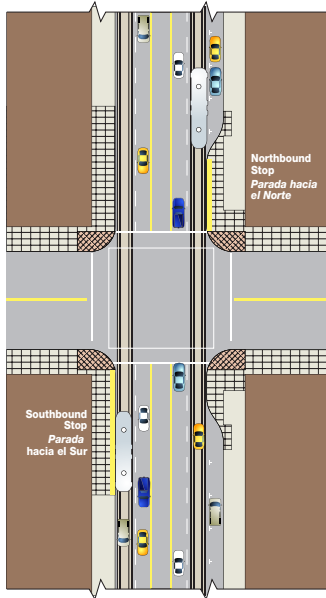 Northbound
Stop
Parada hacia
el Norte
Southbound
Stop
Parada
hacia el Sur